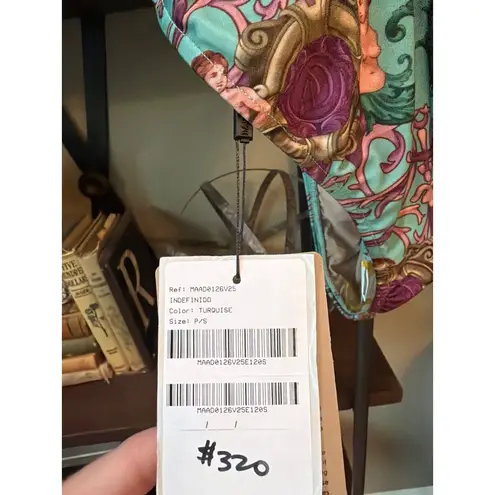 Ref: MAAD0126V25
INDEFINIDO
Color: TURQUISE
Size: P/S
MAAD0126V25E120S
MAAD0126V25E120S
/ /
#320